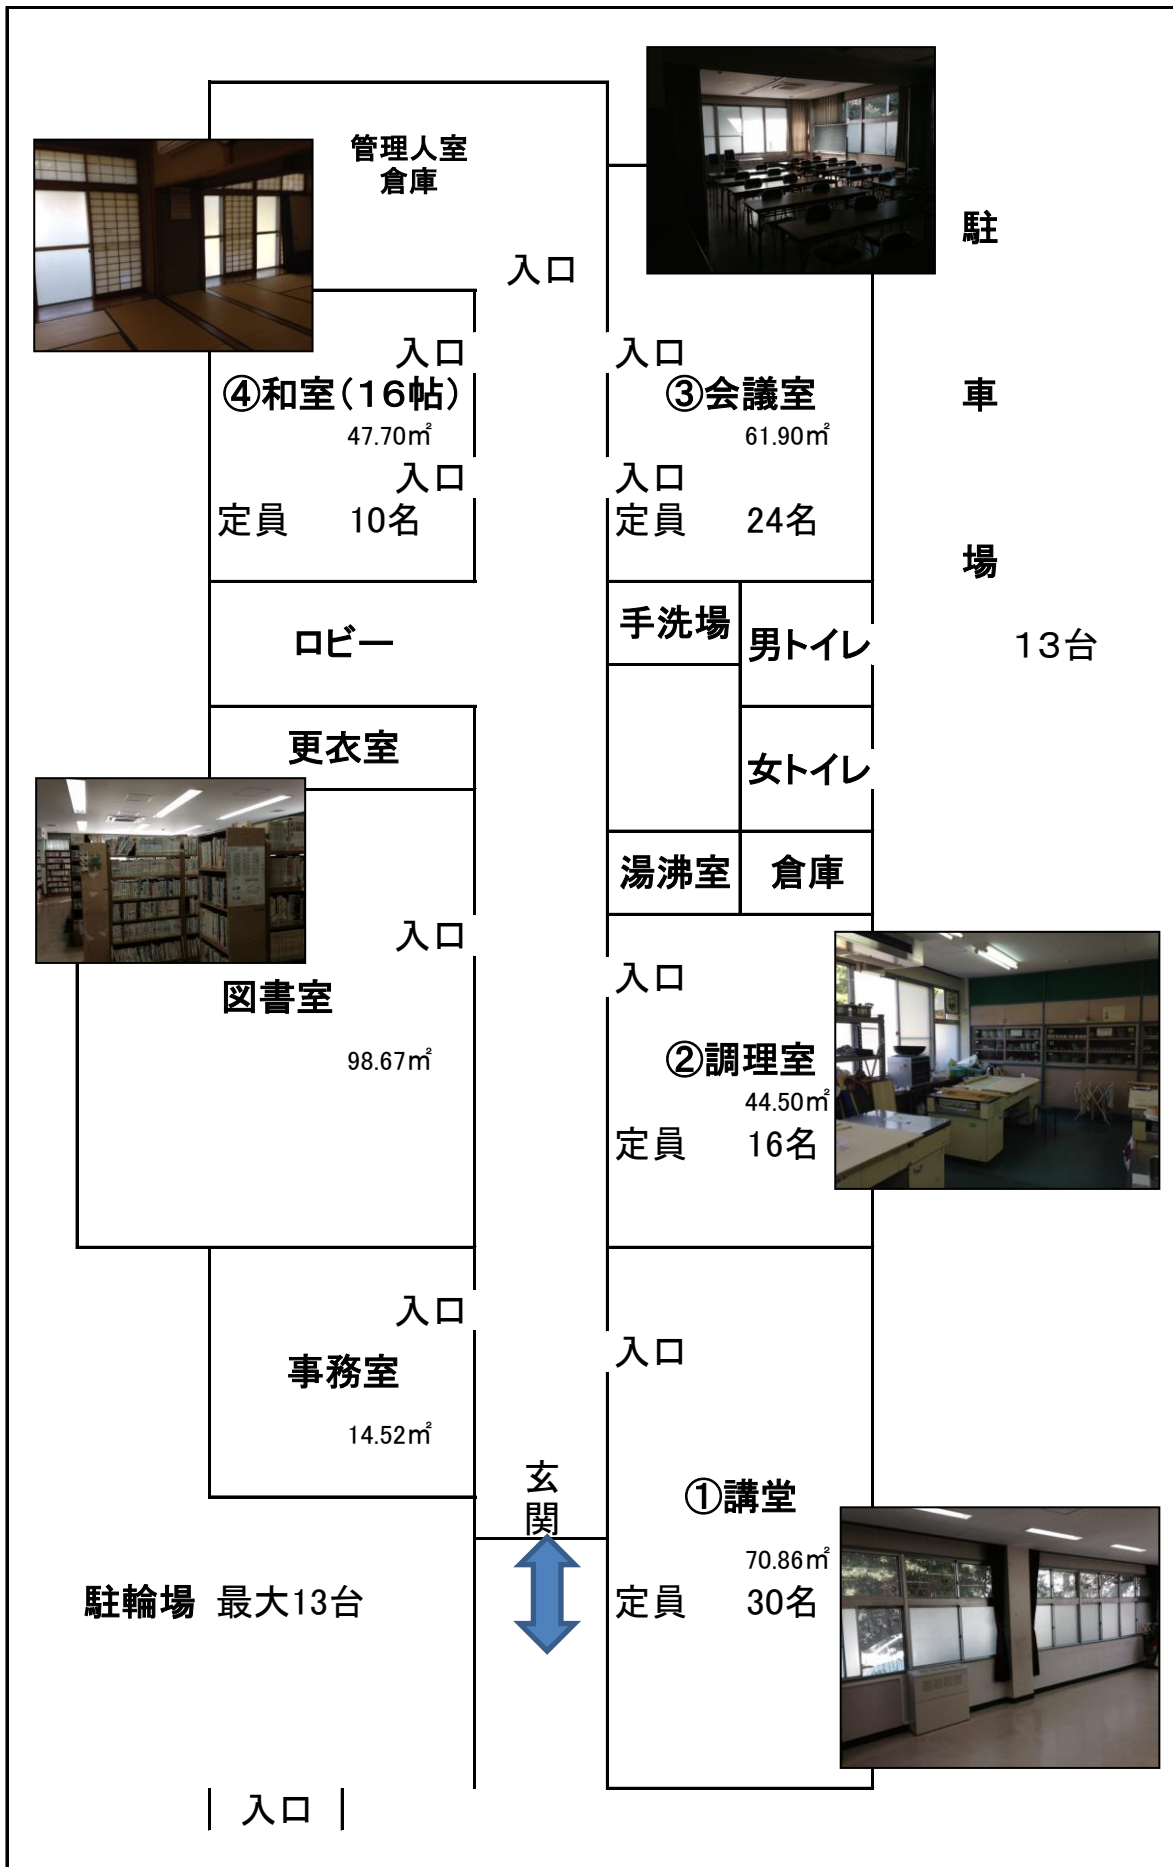 管理人室
倉庫
入口
駐
車
場
13台
入口
④和室(16帖)
47.70㎡
入口
定員 10名
入口
③会議室
61.90㎡
入口
定員 24名
ロビー
手洗場
男トイレ
更衣室
女トイレ
湯沸室
倉庫
入口
図書室
98.67㎡
入口
②調理室
44.50㎡
定員 16名
入口
事務室
14.52㎡
入口
①講堂
70.86㎡
定員 30名
玄
関
駐輪場 最大13台
入口